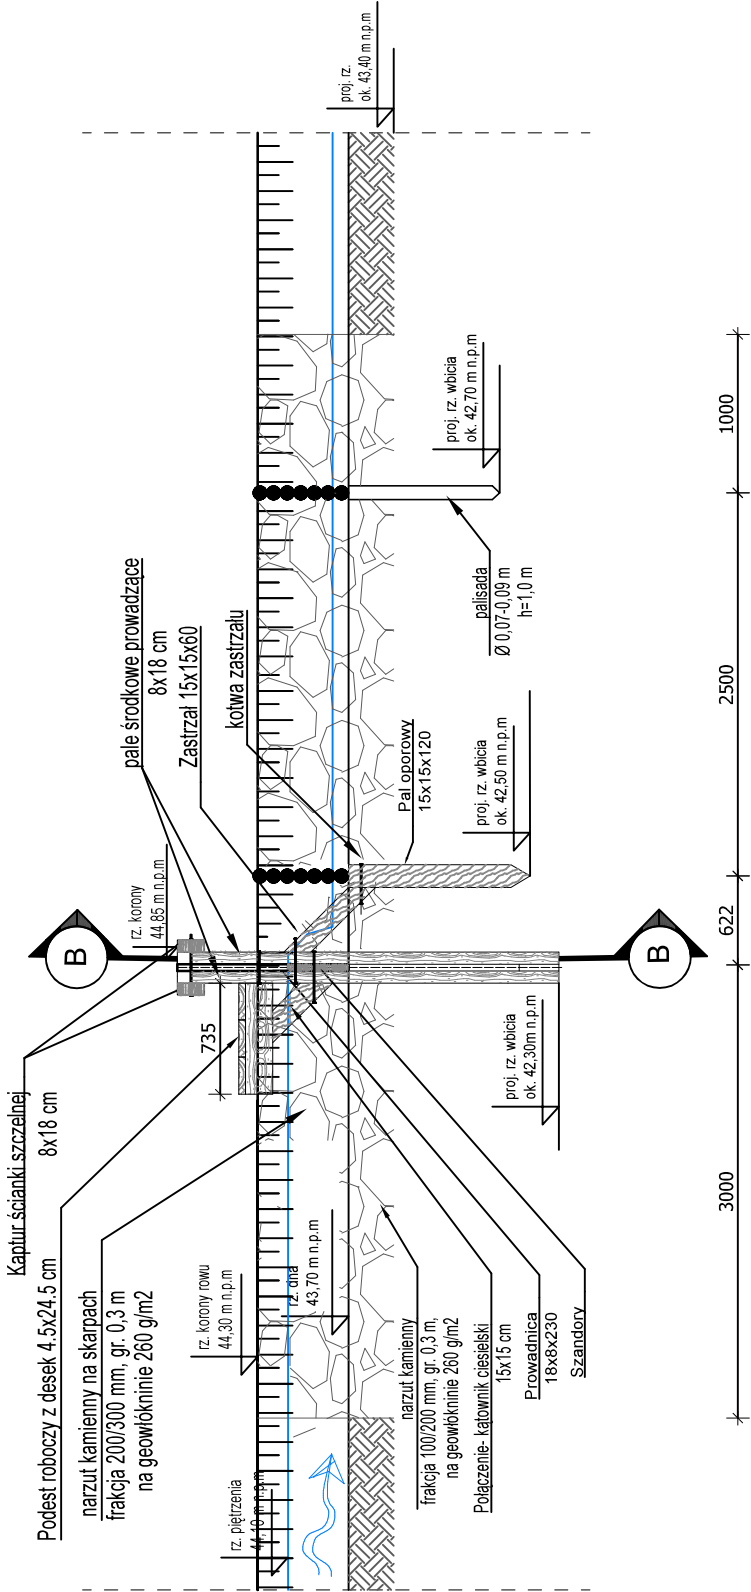 Kaptur ścianki szczelnej
8x18 cm
Podest roboczy z desek 4.5x24.5 cm
narzut kamienny na skarpach
frakcja 200/300 mm, gr. 0,3 m
na geowłókninie 260 g/m2
rz. korony
44,85 m n.p.m
pale środkowe prowadzące
8x18 cm
Zastrzał 15x15x60
kotwa zastrzału
proj. rz.
ok. 43,40 m n.p.m
B
735
rz. korony rowu
44,30 m n.p.m
rz. piętrzenia
44,10 m n.p.m
rz. dna
43,70 m n.p.m
narzut kamienny
frakcja 100/200 mm, gr. 0,3 m,
na geowłókninie 260 g/m2
Połączenie- kątownik ciesielski
15x15 cm
Prowadnica
18x8x230
Szandory
proj. rz. wbicia
ok. 42,30m n.p.m
Pal oporowy
15x15x120
proj. rz. wbicia
ok. 42,50 m n.p.m
palisada
Ø 0,07-0,09 m
h=1,0 m
proj. rz. wbicia
ok. 42,70 m n.p.m
B
3000
622
2500
1000